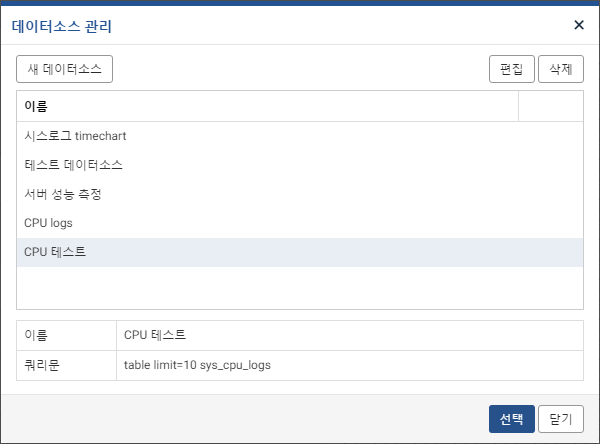 데이터소스 관리 ×
새 데이터소스 편집 삭제
이름
시스로그 timechart
테스트 데이터소스
서버 성능 측정
CPU logs
CPU 테스트
이름 CPU 테스트
쿼리문 table limit=10 sys_cpu_logs
선택 닫기